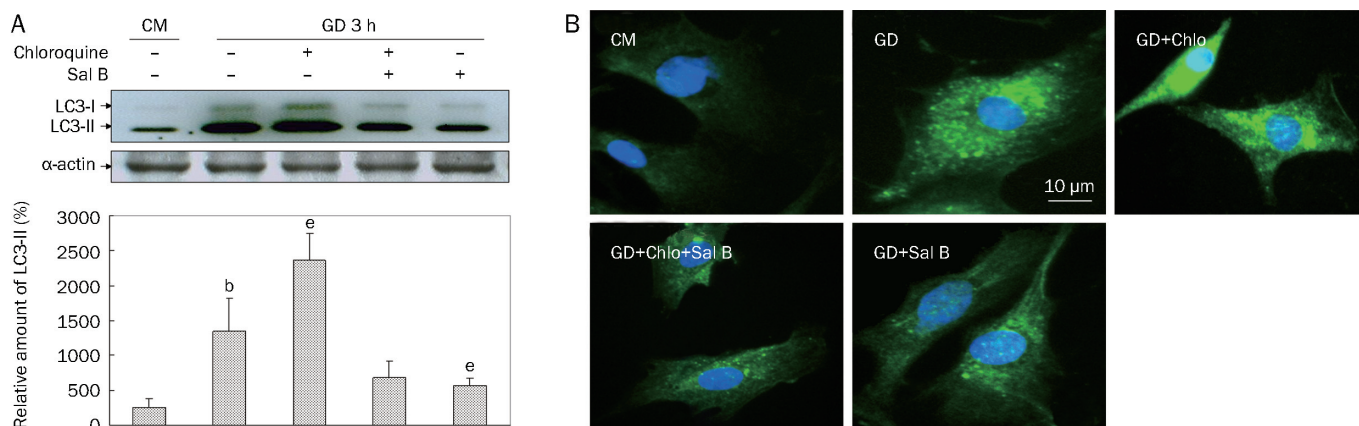 A
CM
GD 3 h
Chloroquine – – + + –
Sal B – – – + +
LC3-I
LC3-II
α-actin
Relative amount of LC3-II (%)
3000
2500
2000
1500
1000
500
0
b
e
e
B
CM
GD
GD+Chlo
10 μm
GD+Chlo+Sal B
GD+Sal B